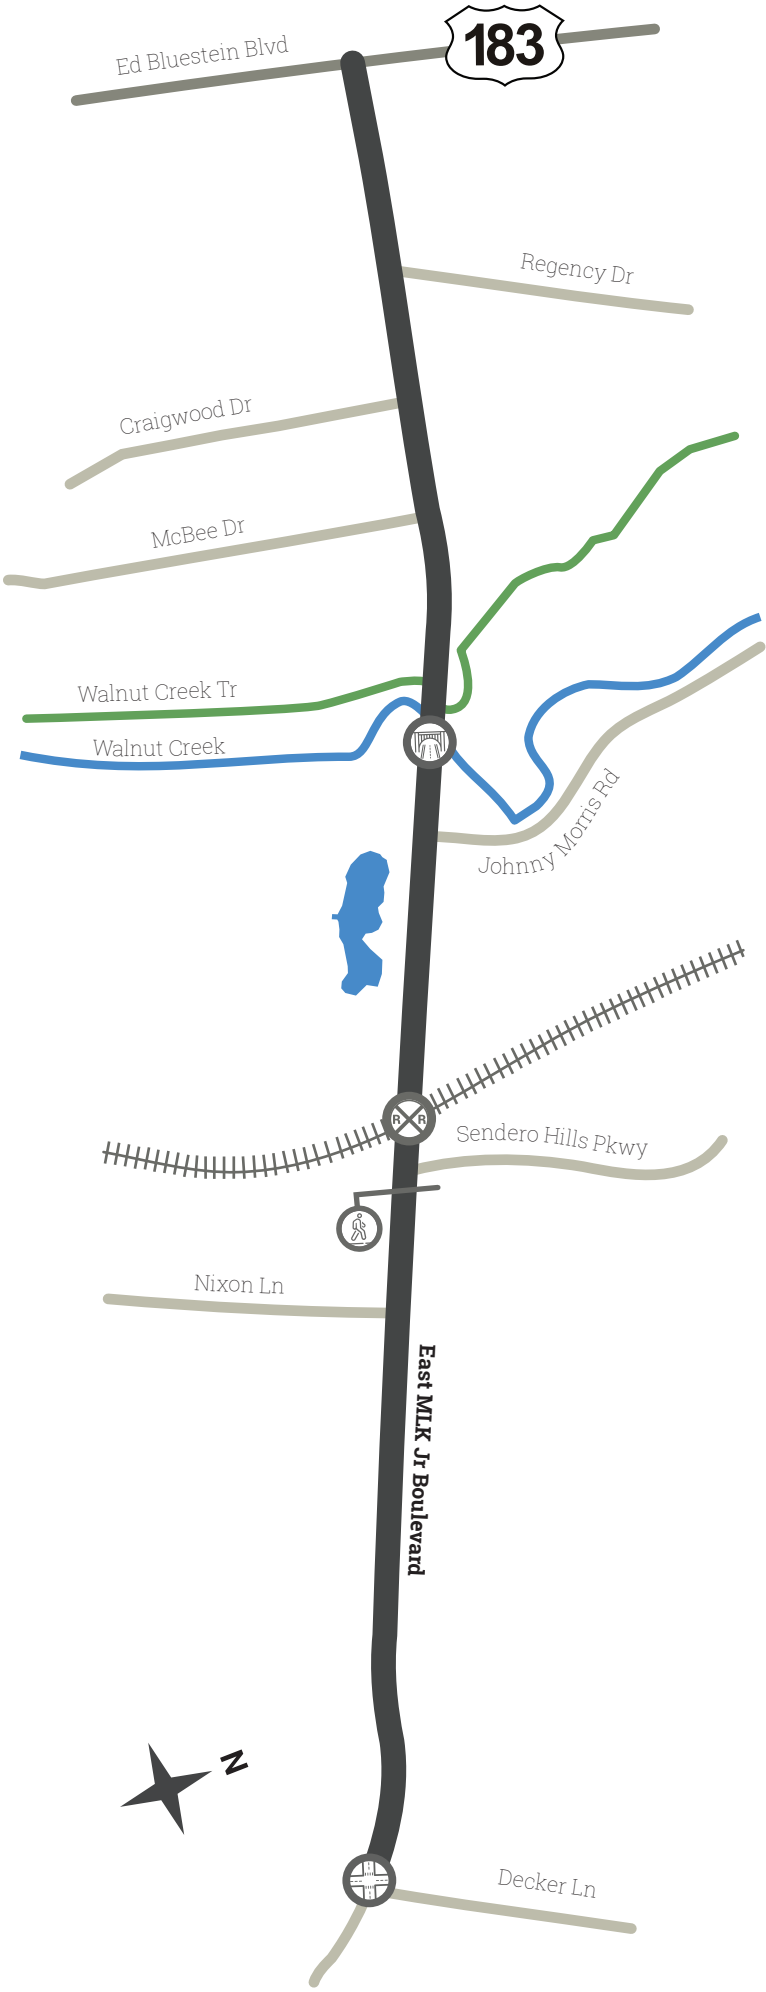 183
Ed Bluestein Blvd
Regency Dr
Craigwood Dr
McBee Dr
Walnut Creek Tr
Walnut Creek
Johnny Morris Rd
R R
Sendero Hills Pkwy
Nixon Ln
East MLK Jr Boulevard
N
Decker Ln